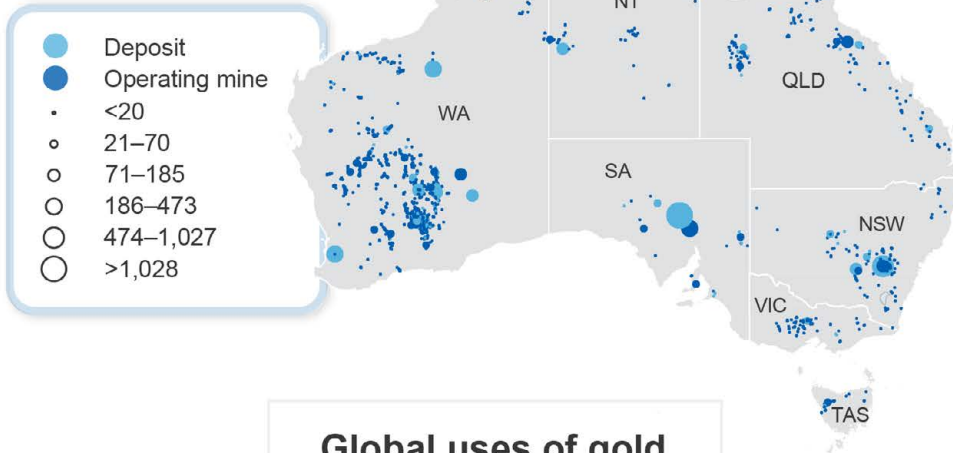 NT
Deposit
Operating mine
<20
21–70
71–185
186–473
474–1,027
>1,028
WA
QLD
SA
NSW
VIC
TAS
Global uses of gold